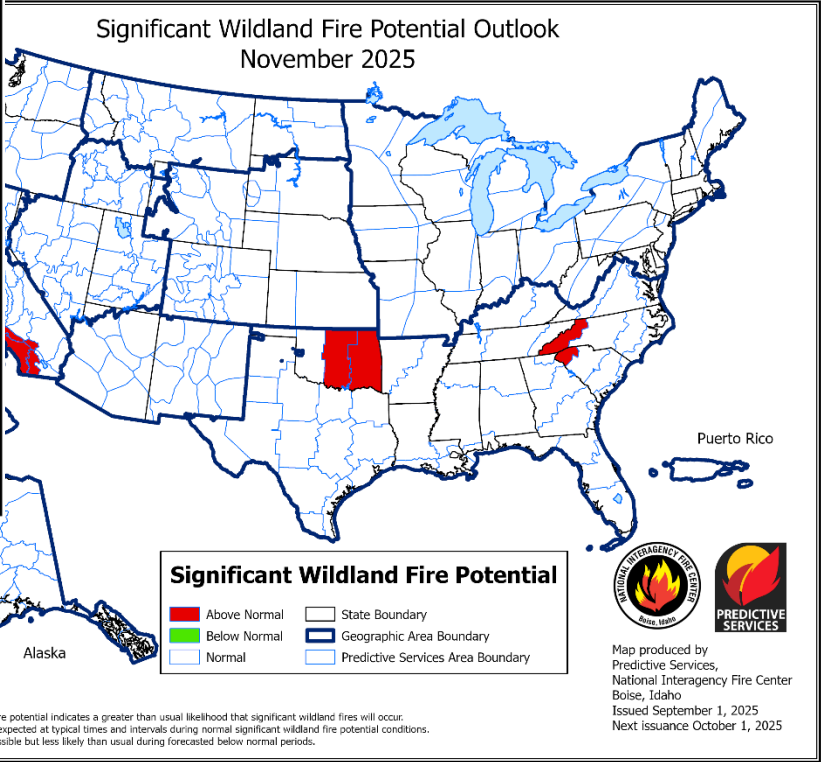 Significant Wildland Fire Potential Outlook
November 2025
Puerto Rico
Alaska
Significant Wildland Fire Potential
Above Normal
State Boundary
Below Normal
Geographic Area Boundary
Normal
Predictive Services Area Boundary
NATIONAL INTERAGENCY FIRE CENTER
Boise, Idaho
PREDICTIVE
SERVICES
Map produced by
Predictive Services,
National Interagency Fire Center
Boise, Idaho
Issued September 1, 2025
Next issuance October 1, 2025
re potential indicates a greater than usual likelihood that significant wildland fires will occur.
expected at typical times and intervals during normal significant wildland fire potential conditions.
ssible but less likely than usual during forecasted below normal periods.